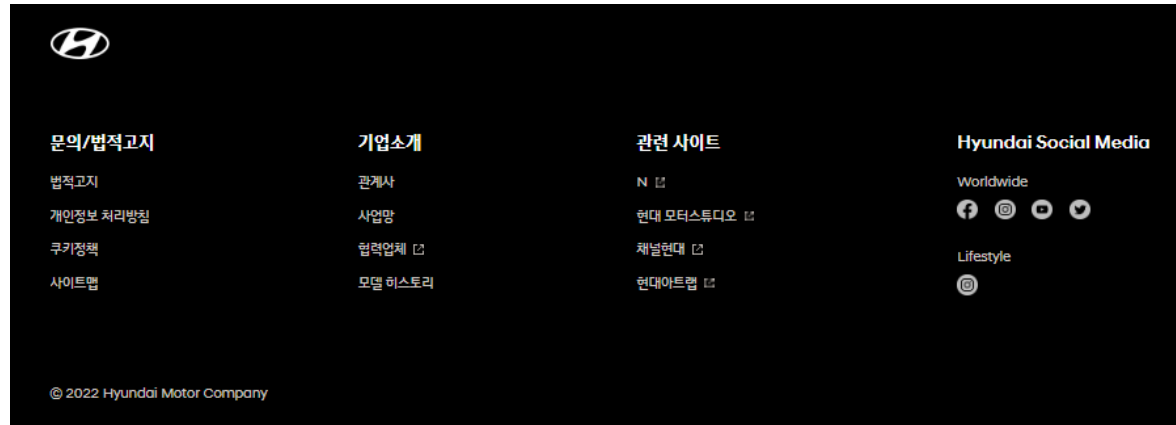 문의/법적고지
법적고지
개인정보 처리방침
쿠키정책
사이트맵
기업소개
관계사
사업망
협력업체
모델 히스토리
관련 사이트
N
현대 모터스튜디오
채널현대
현대아트랩
Hyundai Social Media
Worldwide
Lifestyle
© 2022 Hyundai Motor Company